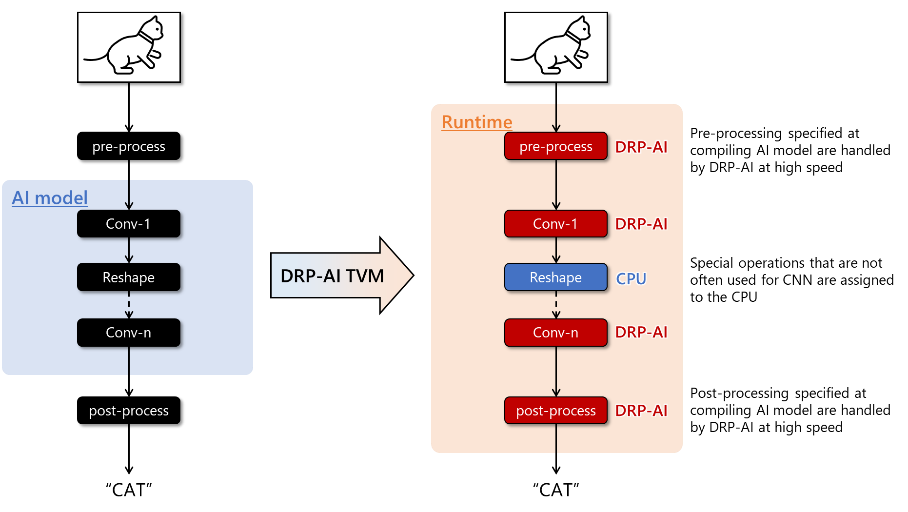 pre-process
AI model
Conv-1
Reshape
Conv-n
post-process
“CAT”
DRP-AI TVM
Runtime
pre-process DRP-AI
Pre-processing specified at
compiling AI model are handled
by DRP-AI at high speed
Conv-1 DRP-AI
Reshape CPU
Special operations that are not
often used for CNN are assigned
to the CPU
Conv-n DRP-AI
post-process DRP-AI
Post-processing specified at
compiling AI model are handled
by DRP-AI at high speed
“CAT”